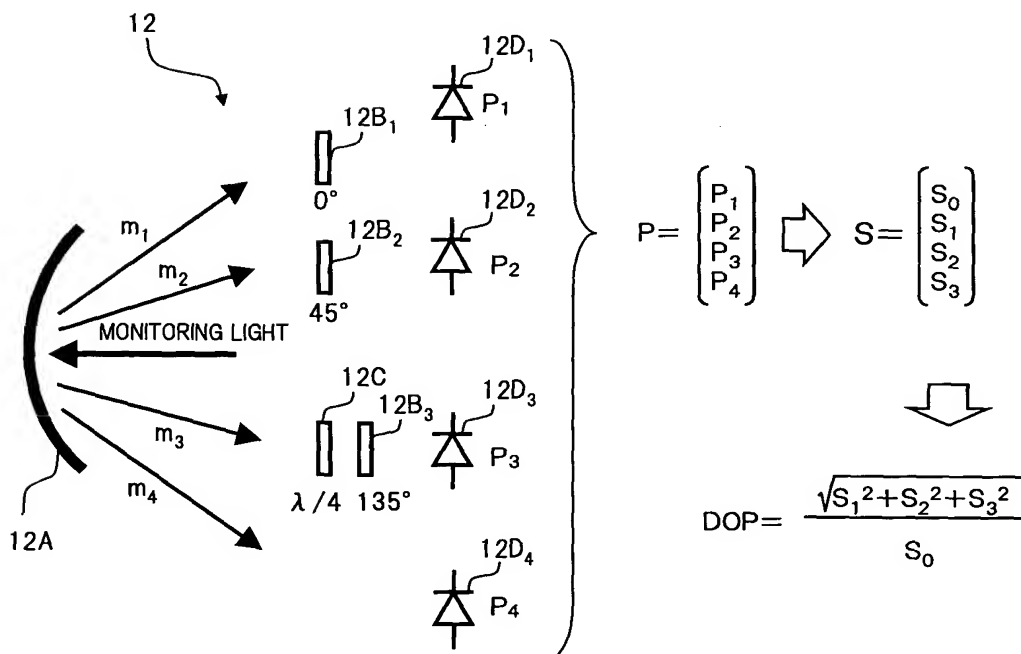 12
12D₁
P₁
12B₁
0°
m₁
12D₂
12B₂
P₂
m₂
45°
MONITORING LIGHT
P=
P₁
P₂
P₃
P₄
S=
S₀
S₁
S₂
S₃
12C
12B₃
12D₃
m₃
P₃
λ/4 135°
m₄
12A
DOP= √S₁²+S₂²+S₃²
S₀
12D₄
P₄